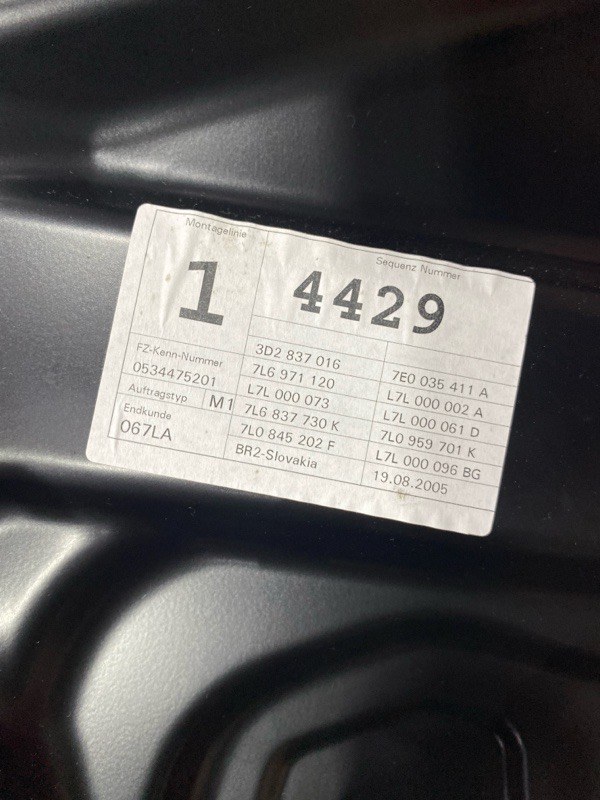 Montagelinie
1
Sequenz Nummer
4429
FZ-Kenn-Nummer
0534475201
Auftragstyp M1
Endkunde
067LA
3D2 837 016
7L6 971 120
L7L 000 073
7L6 837 730 K
7L0 845 202 F
BR2-Slovakia
7E0 035 411 A
L7L 000 002 A
L7L 000 061 D
7L0 959 701 K
L7L 000 096 BG
19.08.2005